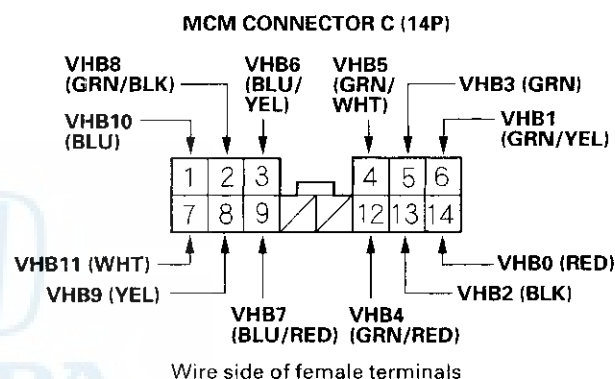 MCM CONNECTOR C (14P)
VHB8
(GRN/BLK)
VHB6
(BLU/
YEL)
VHB5
(GRN/
WHT)
VHB3 (GRN)
VHB10
(BLU)
VHB1
(GRN/YEL)
1 2 3 4 5 6
7 8 9 12 13 14
VHB11 (WHT)
VHB0 (RED)
VHB9 (YEL)
VHB2 (BLK)
VHB7
(BLU/RED)
VHB4
(GRN/RED)
Wire side of female terminals